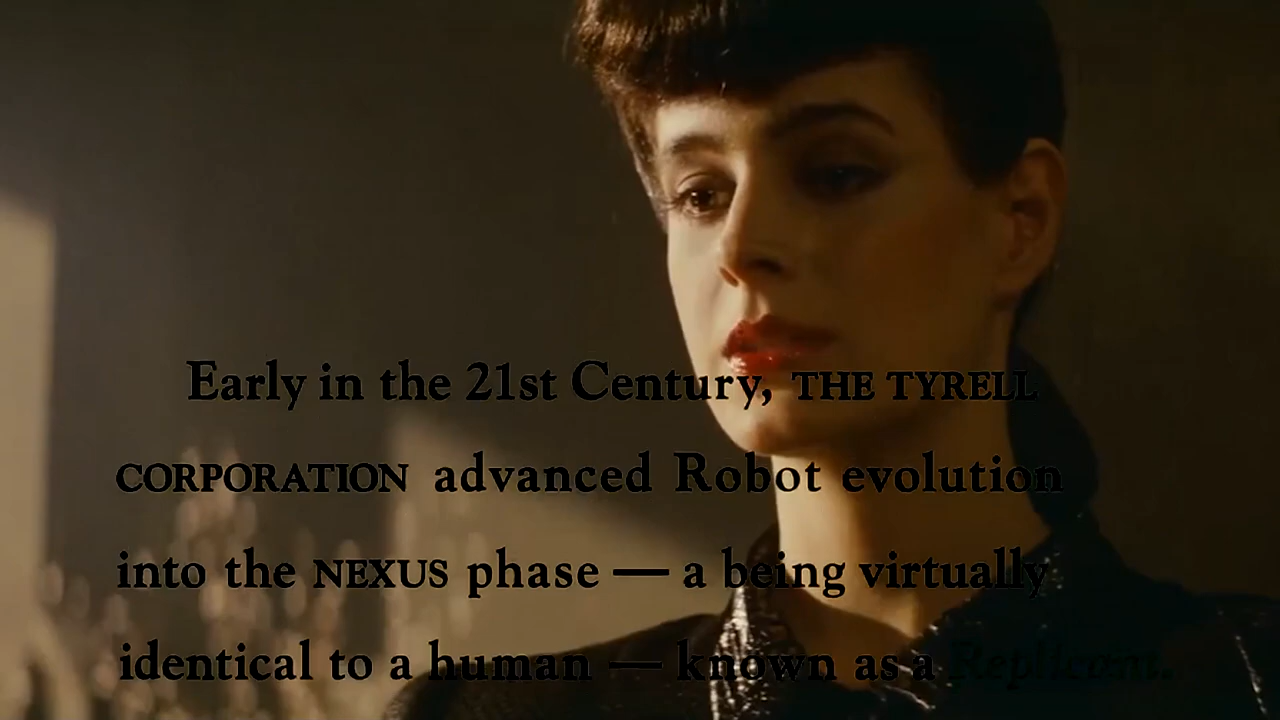 Early in the 21st Century, THE TYRELL
CORPORATION advanced Robot evolution
into the NEXUS phase — a being virtually
identical to a human — known as a Replicant.